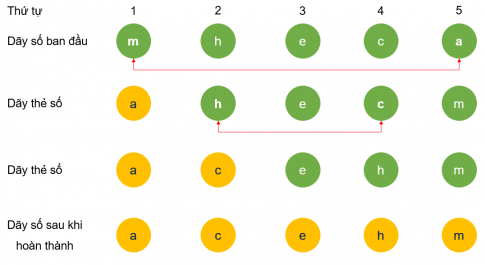 Thứ tự 1 2 3 4 5
Dãy số ban đầu m h e c a
Dãy thẻ số a h e c m
Dãy thẻ số a c e h m
Dãy số sau khi
hoàn thành a c e h m